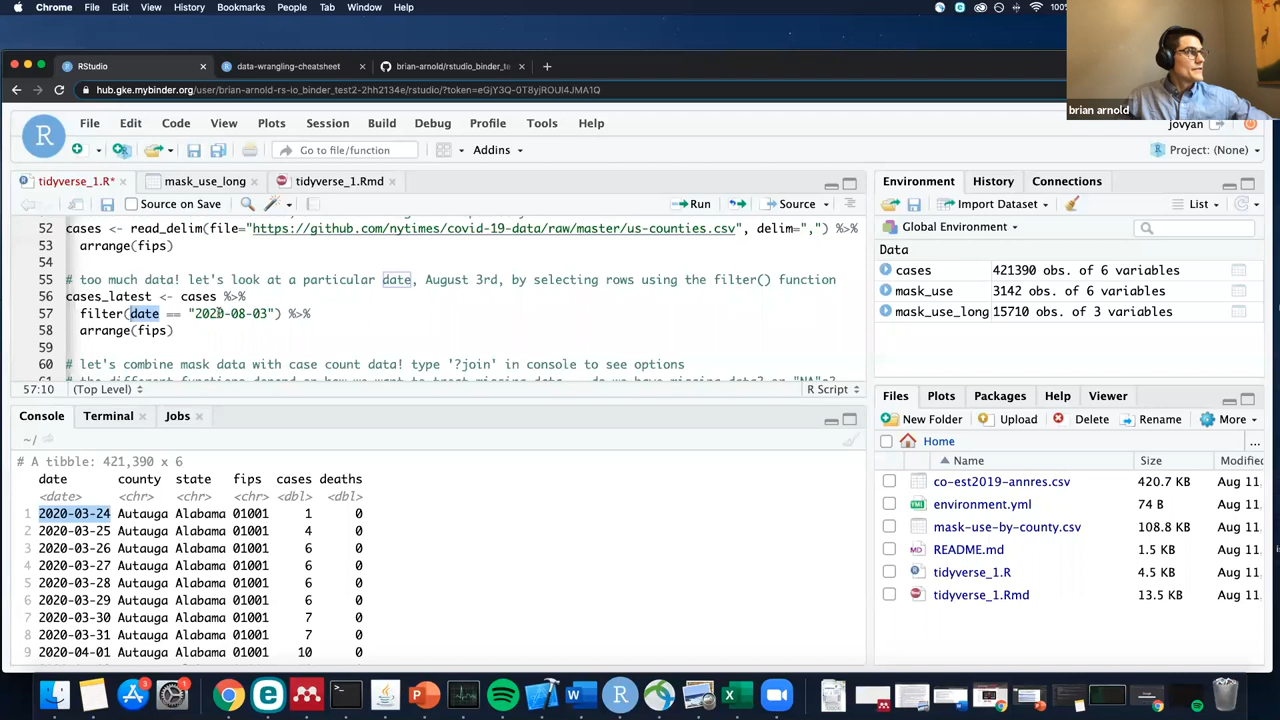 Chrome File Edit View History Bookmarks People Tab Window Help
RStudio
data-wrangling-cheatsheet
brian-arnold/rstudio_binder_te
hub.gke.mybinder.org/user/brian-arnold-rs-io_binder_test2-2hh2134e/rstudio/?token=eGjY3Q-0T8yjROUl4JMA1Q
brian arnold
R File Edit Code View Plots Session Build Debug Profile Tools Help
jovyan
Go to file/function
Addins
Project: (None)
tidyverse_1.R*
mask_use_long
tidyverse_1.Rmd
Source on Save
Run
Source
52 cases <- read_delim(file="https://github.com/nytimes/covid-19-data/raw/master/us-counties.csv", delim=",") %>%
53 arrange(fips)
54
55 # too much data! let's look at a particular date, August 3rd, by selecting rows using the filter() function
56 cases_latest <- cases %>%
57 filter(date == "2020-08-03") %>%
58 arrange(fips)
59
60 # let's combine mask data with case count data! type '?join' in console to see options
57:10 (Top Level) R Script
Console Terminal Jobs
~/
# A tibble: 421,390 x 6
date county state fips cases deaths
<date> <chr> <chr> <chr> <dbl> <dbl>
1 2020-03-24 Autauga Alabama 01001 1 0
2 2020-03-25 Autauga Alabama 01001 4 0
3 2020-03-26 Autauga Alabama 01001 6 0
4 2020-03-27 Autauga Alabama 01001 6 0
5 2020-03-28 Autauga Alabama 01001 6 0
6 2020-03-29 Autauga Alabama 01001 6 0
7 2020-03-30 Autauga Alabama 01001 7 0
8 2020-03-31 Autauga Alabama 01001 7 0
9 2020-04-01 Autauga Alabama 01001 10 0
Environment History Connections
Import Dataset List
Global Environment
Data
cases 421390 obs. of 6 variables
mask_use 3142 obs. of 6 variables
mask_use_long 15710 obs. of 3 variables
Files Plots Packages Help Viewer
New Folder Upload Delete Rename More
Home ...
Name Size Modified
co-est2019-annres.csv 420.7 KB Aug 11,
environment.yml 74 B Aug 11,
mask-use-by-county.csv 108.8 KB Aug 11,
README.md 1.5 KB Aug 11,
tidyverse_1.R 4.5 KB Aug 11,
tidyverse_1.Rmd 13.5 KB Aug 11,